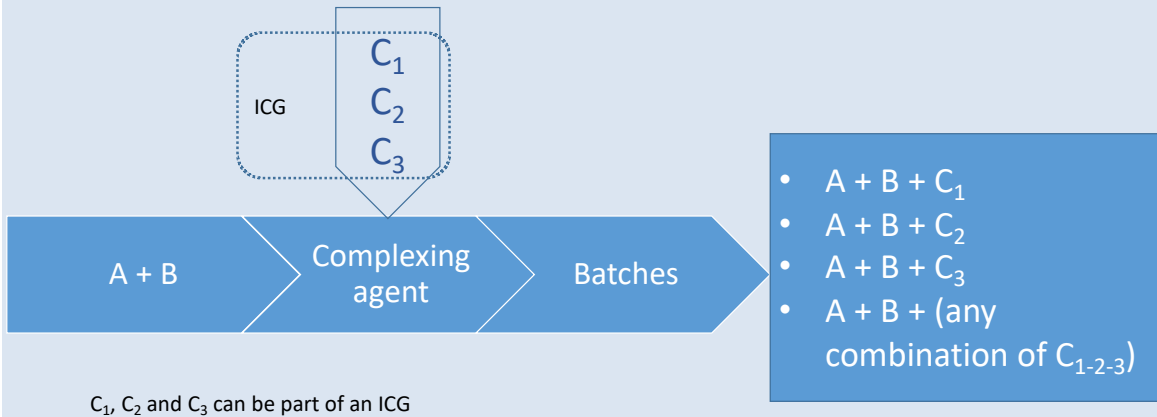 C₁
ICG
C₂
C₃
A + B
Complexing
agent
Batches
• A + B + C₁
• A + B + C₂
• A + B + C₃
• A + B + (any
combination of C₁₋₂₋₃)
C₁, C₂ and C₃ can be part of an ICG